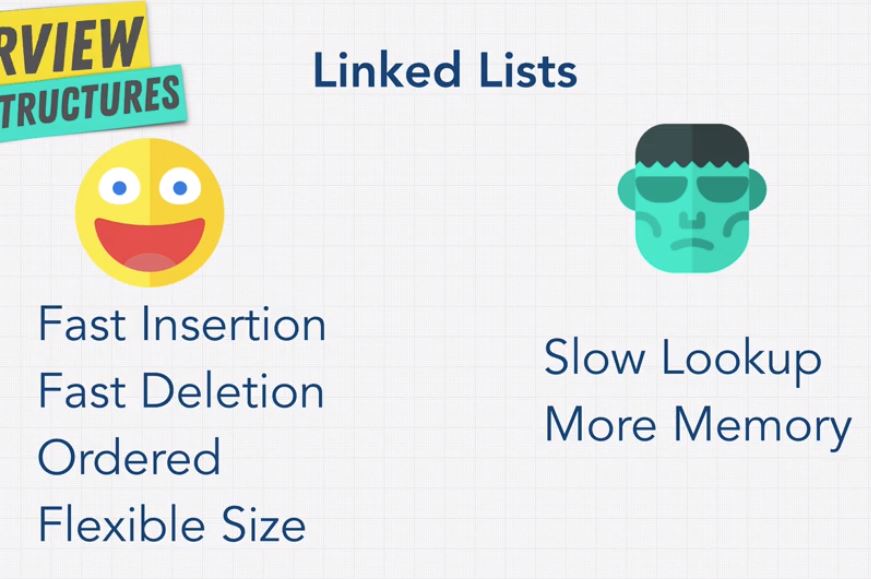 RVIEW
TRUCTURES
Linked Lists
Fast Insertion
Fast Deletion
Ordered
Flexible Size
Slow Lookup
More Memory